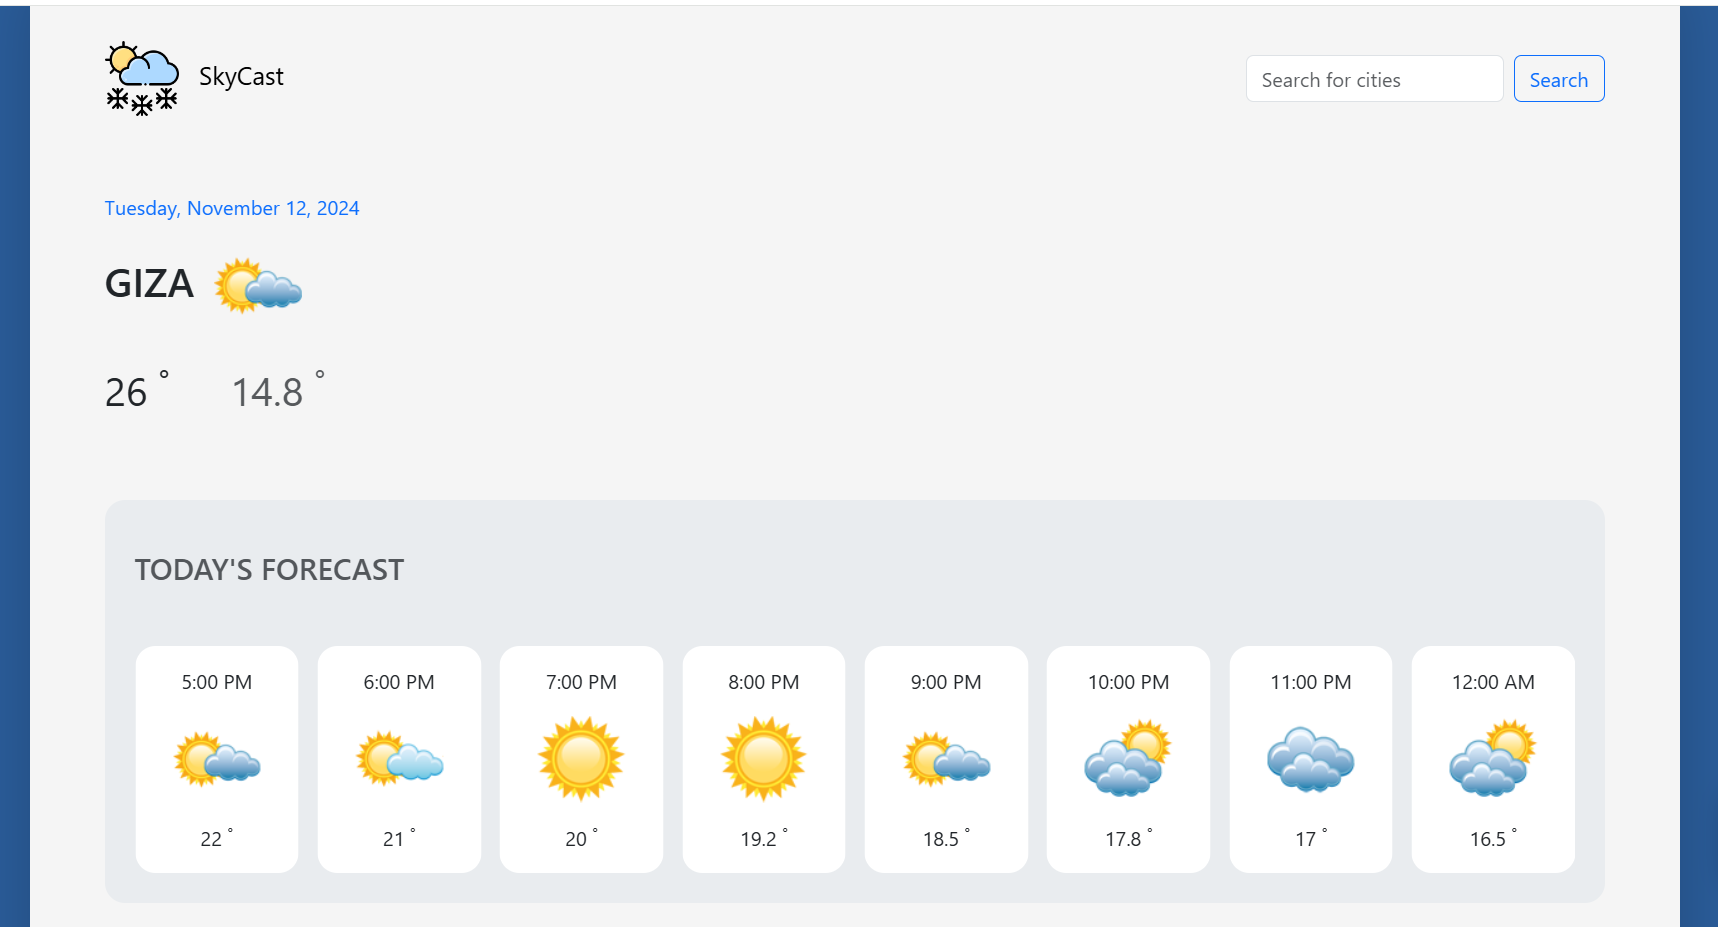 SkyCast
Search for cities
Search
Tuesday, November 12, 2024
GIZA
26 °
14.8 °
TODAY'S FORECAST
5:00 PM
22 °
6:00 PM
21 °
7:00 PM
20 °
8:00 PM
19.2 °
9:00 PM
18.5 °
10:00 PM
17.8 °
11:00 PM
17 °
12:00 AM
16.5 °